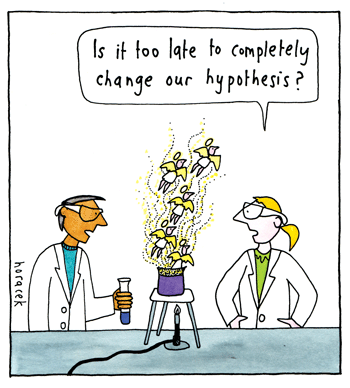 Is it too late to completely
change our hypothesis?
horacek